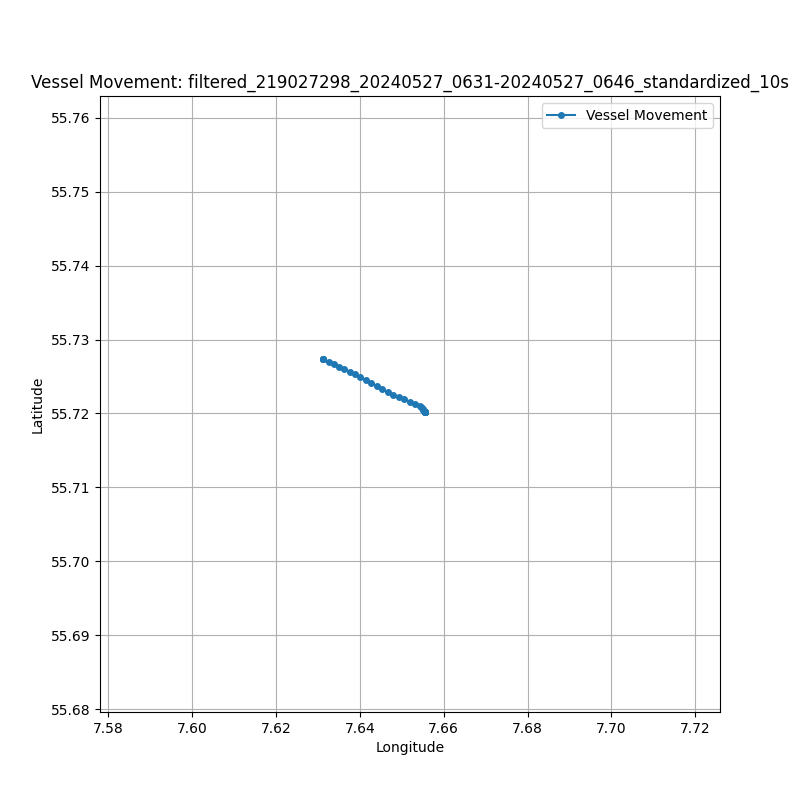 Vessel Movement: filtered_219027298_20240527_0631-20240527_0646_standardized_10s
Vessel Movement
55.76
55.75
55.74
55.73
55.72
55.71
55.70
55.69
55.68
Latitude
7.58 7.60 7.62 7.64 7.66 7.68 7.70 7.72
Longitude